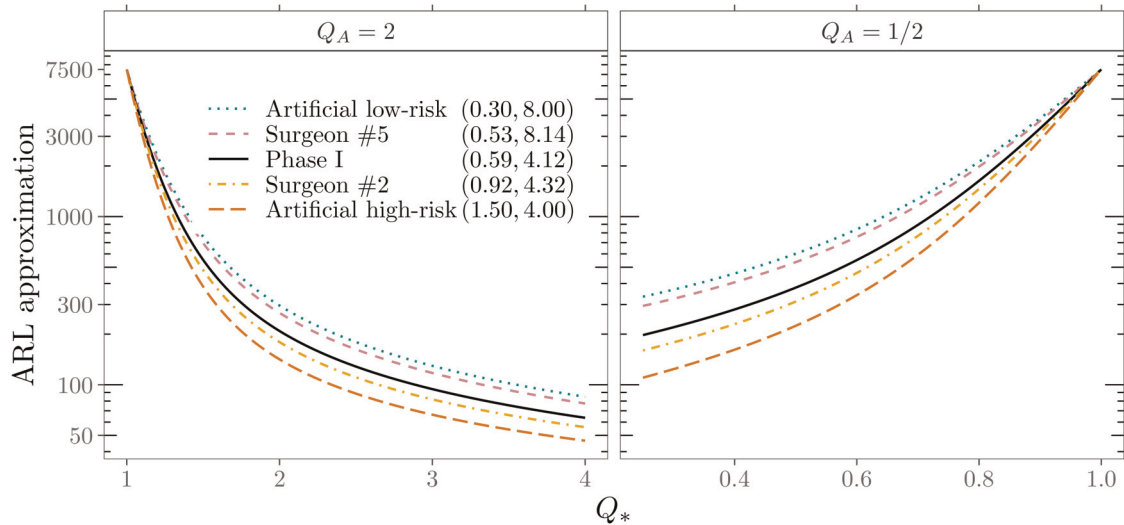 Q_A = 2
Q_A = 1/2
ARL approximation
7500
3000
1000
300
100
50
Artificial low-risk (0.30, 8.00)
Surgeon #5 (0.53, 8.14)
Phase I (0.59, 4.12)
Surgeon #2 (0.92, 4.32)
Artificial high-risk (1.50, 4.00)
1 2 3 4
0.4 0.6 0.8 1.0
Q_*